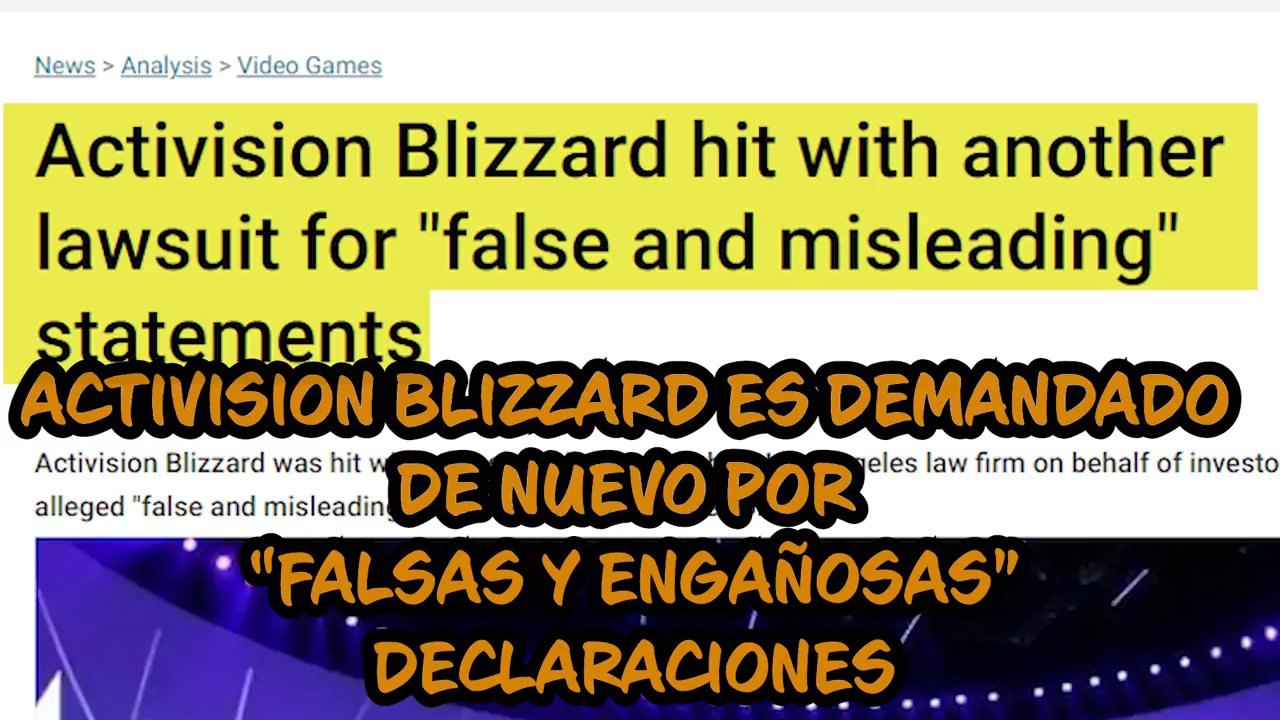 News > Analysis > Video Games
Activision Blizzard hit with another
lawsuit for "false and misleading"
statements
ACTIVISION BLIZZARD ES DEMANDADO
Activision Blizzard was hit law firm on behalf of
DE NUEVO POR
alleged "false and misleading
"FALSAS Y ENGAÑOSAS"
DECLARACIONES